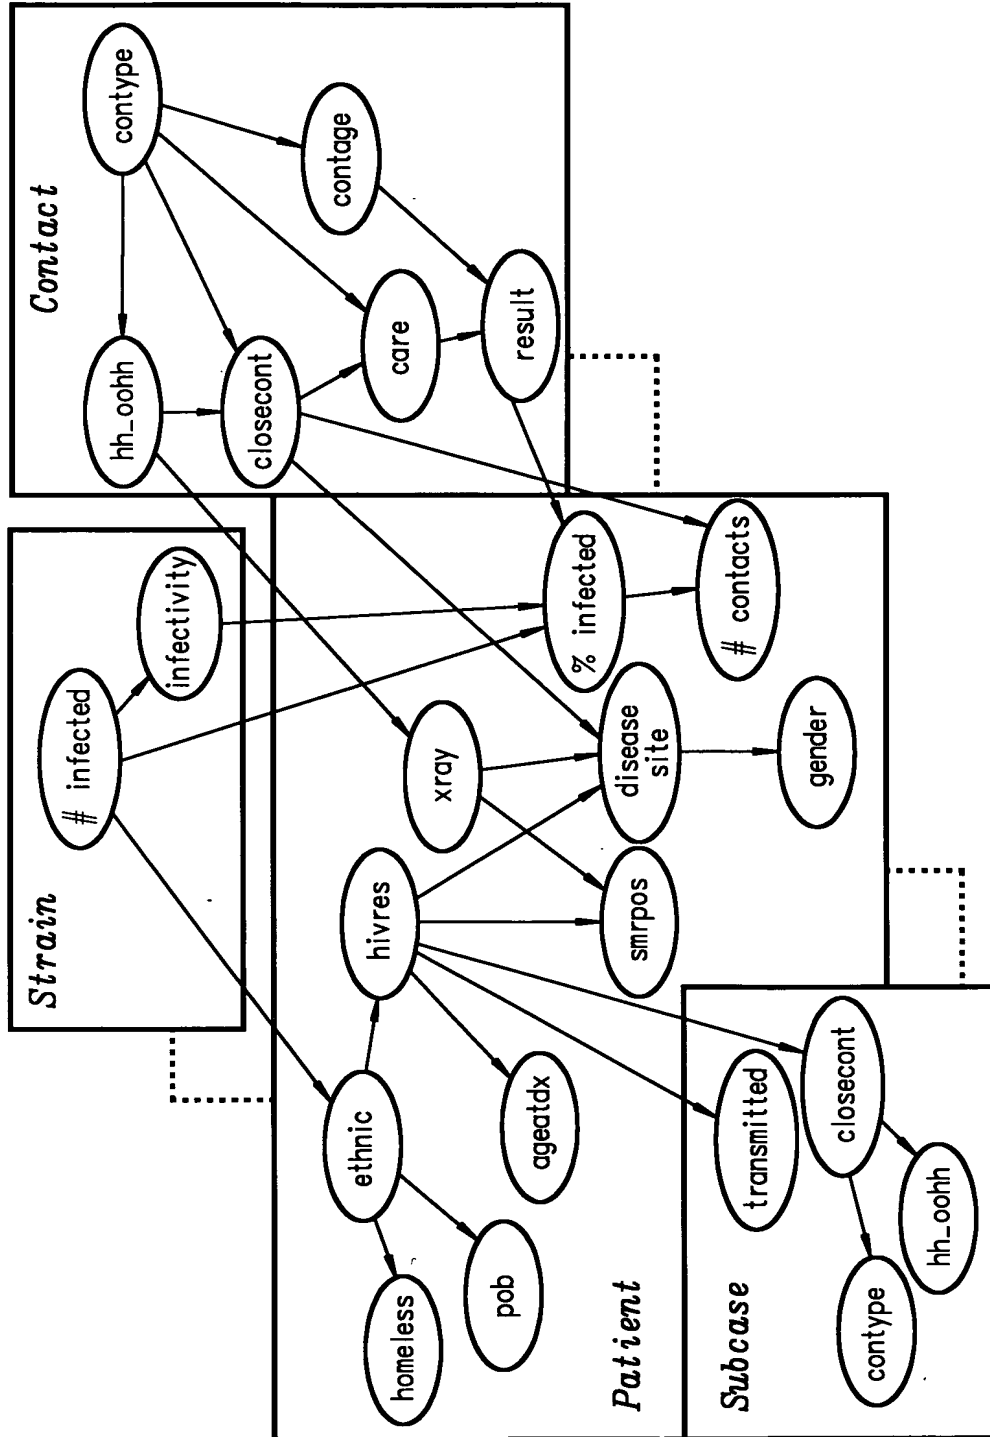 Strain
# infected
infectivity
Contact
hh_oohh
contype
closecont
contage
care
result
Patient
ethnic
hivres
homeless
xray
pob
ageatdx
% infected
smrpos
disease
site
# contacts
gender
Subcase
transmitted
closecont
contype
hh_oohh